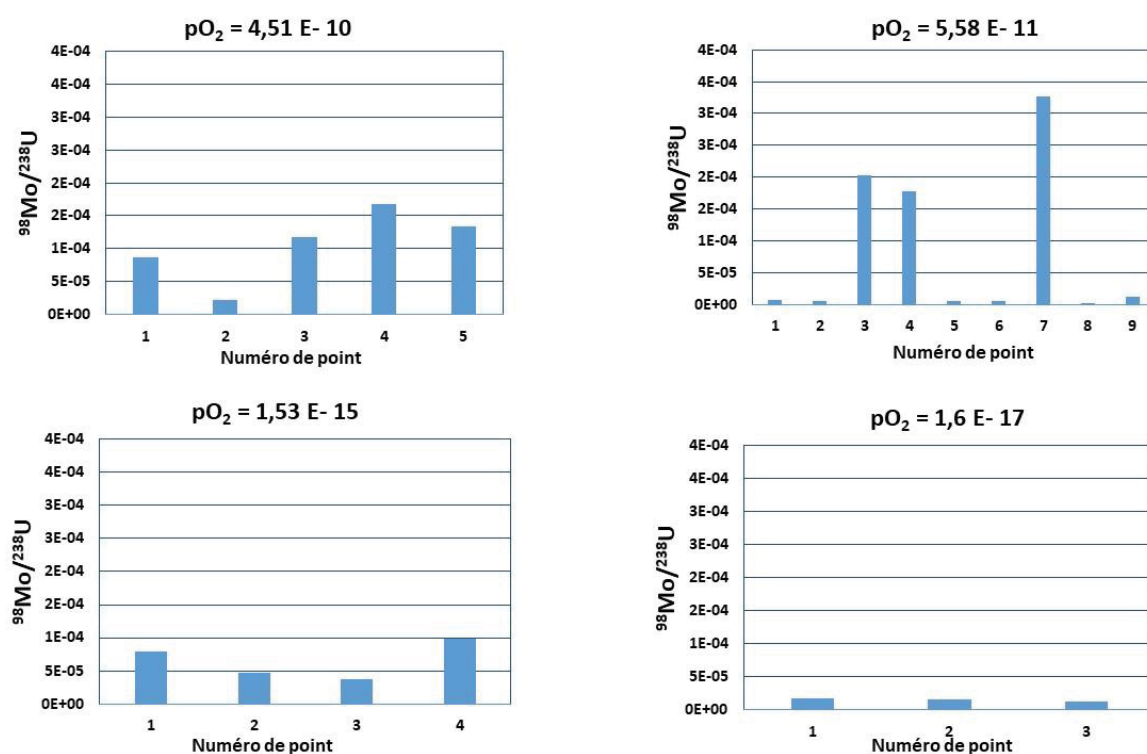 pO₂ = 4,51 E- 10
4E-04
4E-04
3E-04
3E-04
2E-04
2E-04
1E-04
5E-05
0E+00
⁹⁸Mo/²³⁸U
1 2 3 4 5
Numéro de point
pO₂ = 5,58 E- 11
4E-04
4E-04
3E-04
3E-04
2E-04
2E-04
1E-04
5E-05
0E+00
⁹⁸Mo/²³⁸U
1 2 3 4 5 6 7 8 9
Numéro de point
pO₂ = 1,53 E- 15
4E-04
4E-04
3E-04
3E-04
2E-04
2E-04
1E-04
5E-05
0E+00
⁹⁸Mo/²³⁸U
1 2 3 4
Numéro de point
pO₂ = 1,6 E- 17
4E-04
4E-04
3E-04
3E-04
2E-04
2E-04
1E-04
5E-05
0E+00
⁹⁸Mo/²³⁸U
1 2 3
Numéro de point